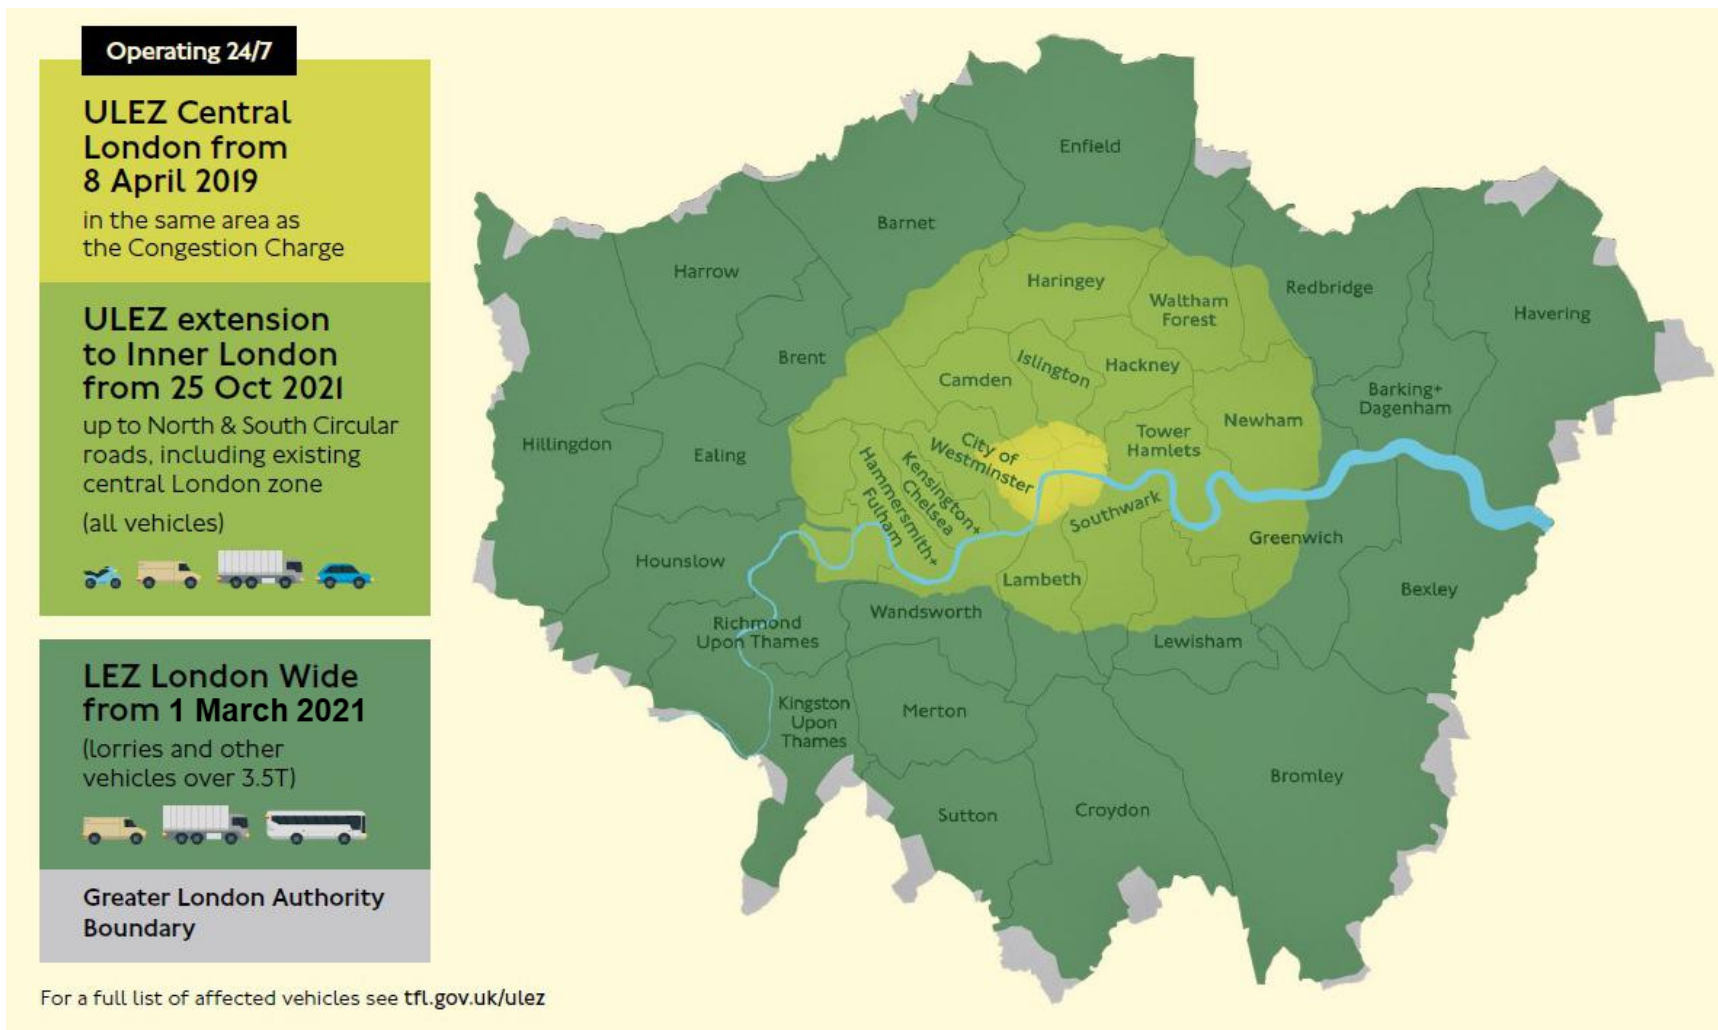 Operating 24/7
ULEZ Central
London from
8 April 2019
in the same area as
the Congestion Charge
ULEZ extension
to Inner London
from 25 Oct 2021
up to North & South Circular
roads, including existing
central London zone
(all vehicles)
LEZ London Wide
from 1 March 2021
(lorries and other
vehicles over 3.5T)
Greater London Authority
Boundary
For a full list of affected vehicles see tfl.gov.uk/ulez
Enfield
Barnet
Harrow
Haringey
Waltham
Forest
Redbridge
Havering
Brent
Camden
Islington
Hackney
Barking+
Dagenham
Hillingdon
Ealing
City of
Westminster
Tower
Hamlets
Newham
Hammersmith+
Fulham
Kensington+
Chelsea
Southwark
Greenwich
Hounslow
Lambeth
Bexley
Wandsworth
Richmond
Upon Thames
Lewisham
Kingston
Upon
Thames
Merton
Bromley
Sutton
Croydon